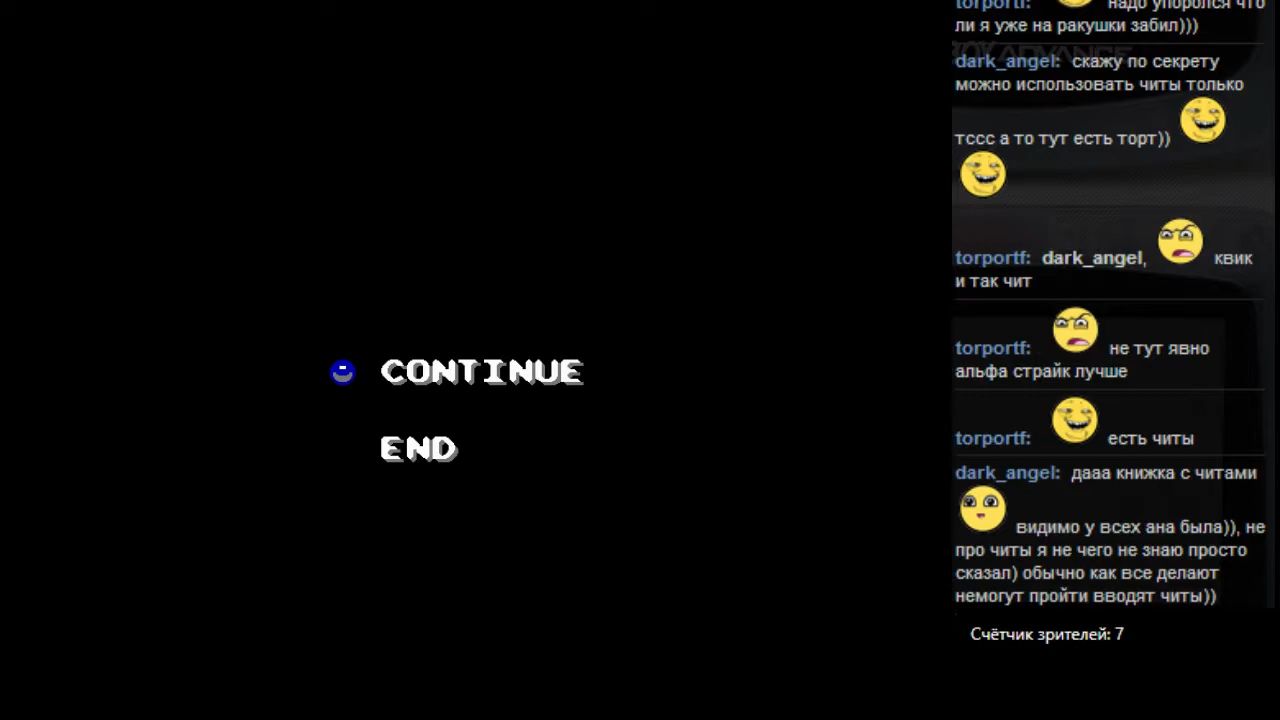 CONTINUE
END
torportf: надо упоролся что
ли я уже на ракушки забил)))
ADVANCE
dark_angel: скажу по секрету
можно использовать читы только
тссс а то тут есть торт))
torportf: dark_angel, квик
и так чит
torportf: не тут явно
альфа страйк лучше
torportf: есть читы
dark_angel: дааа книжка с читами
видимо у всех ана была)), не
про читы я не чего не знаю просто
сказал) обычно как все делают
немогут пройти вводят читы))
Счётчик зрителей: 7